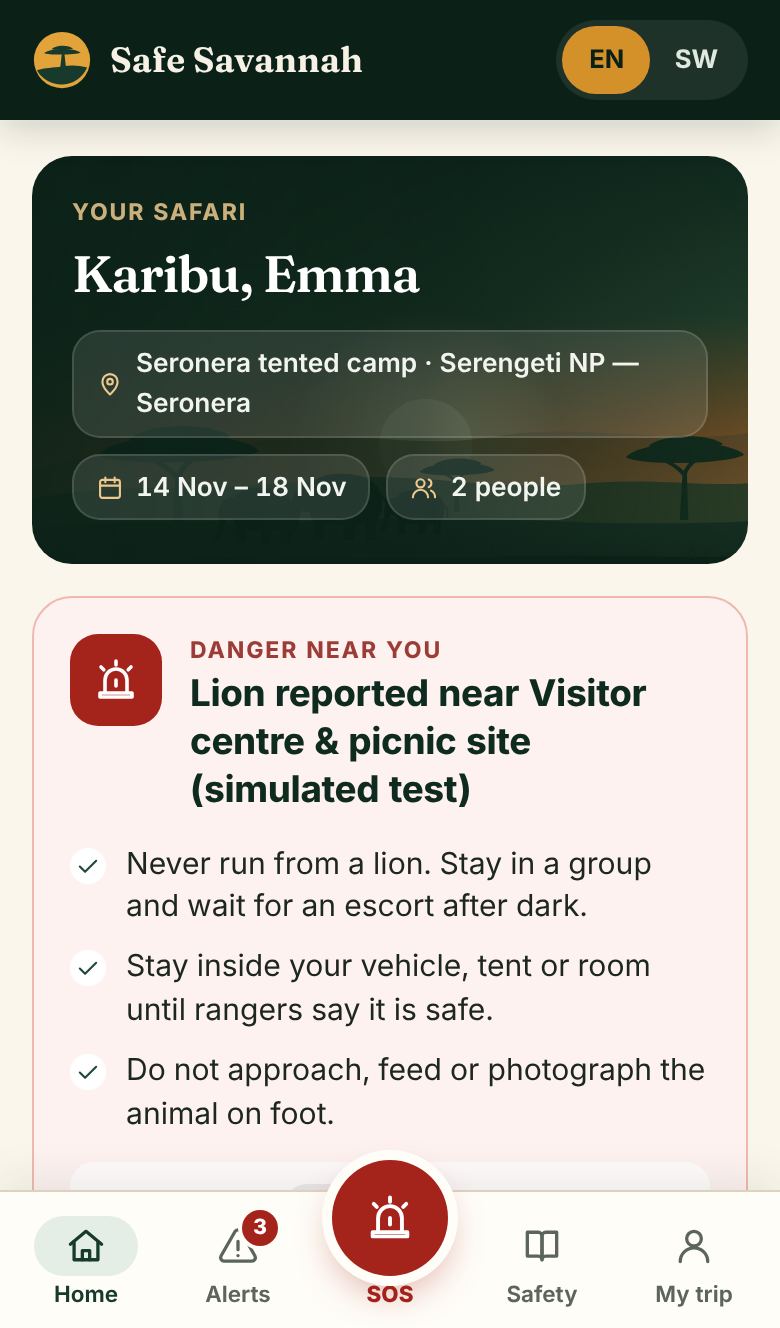 Safe Savannah
EN
SW
YOUR SAFARI
Karibu, Emma
Seronera tented camp · Serengeti NP —
Seronera
14 Nov – 18 Nov
2 people
DANGER NEAR YOU
Lion reported near Visitor
centre & picnic site
(simulated test)
Never run from a lion. Stay in a group
and wait for an escort after dark.
Stay inside your vehicle, tent or room
until rangers say it is safe.
Do not approach, feed or photograph the
animal on foot.
3
Home
Alerts
SOS
Safety
My trip